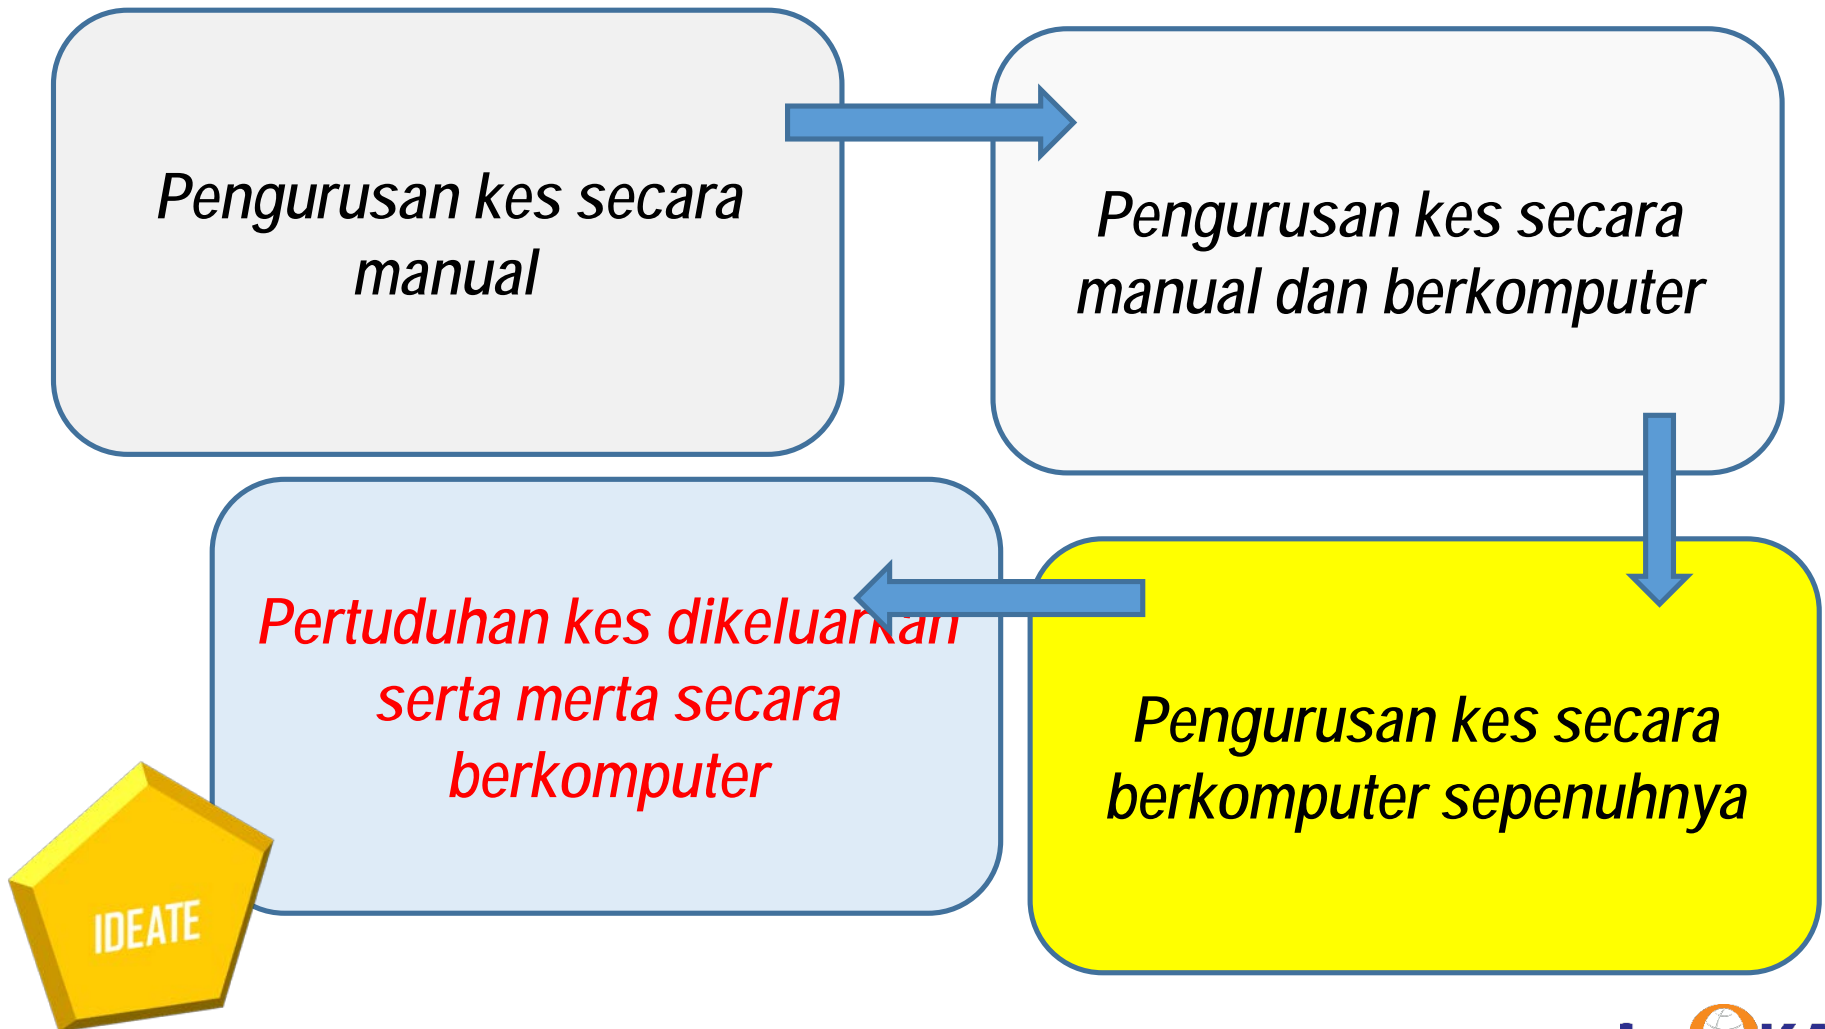 Pengurusan kes secara
manual
Pengurusan kes secara
manual dan berkomputer
Pengurusan kes secara
berkomputer sepenuhnya
Pertuduhan kes dikeluarkan
serta merta secara
berkomputer
IDEATE